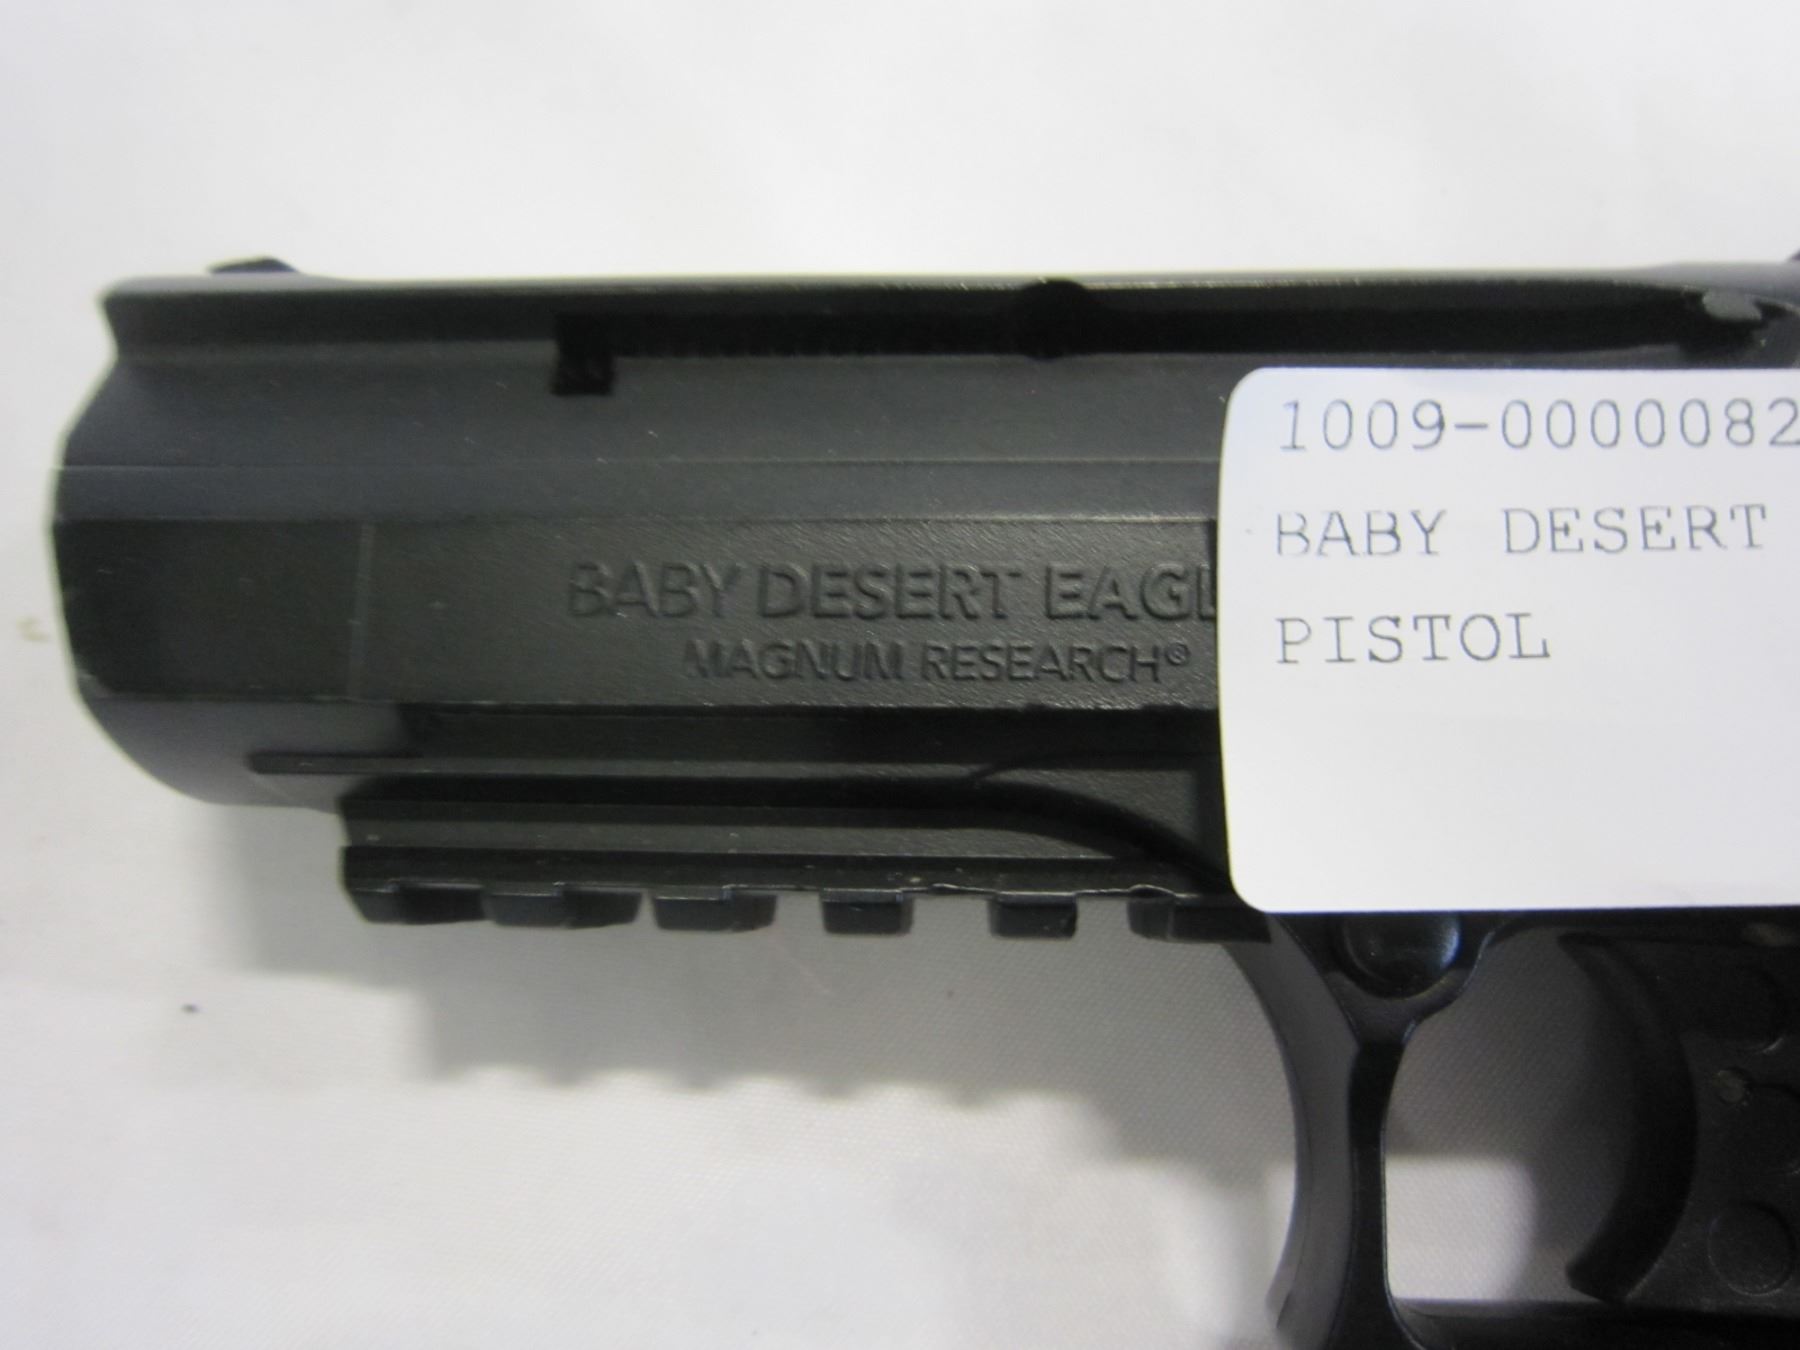 BABY DESERT EAGL
MAGNUM RESEARCH®
1009-0000082
BABY DESERT
PISTOL